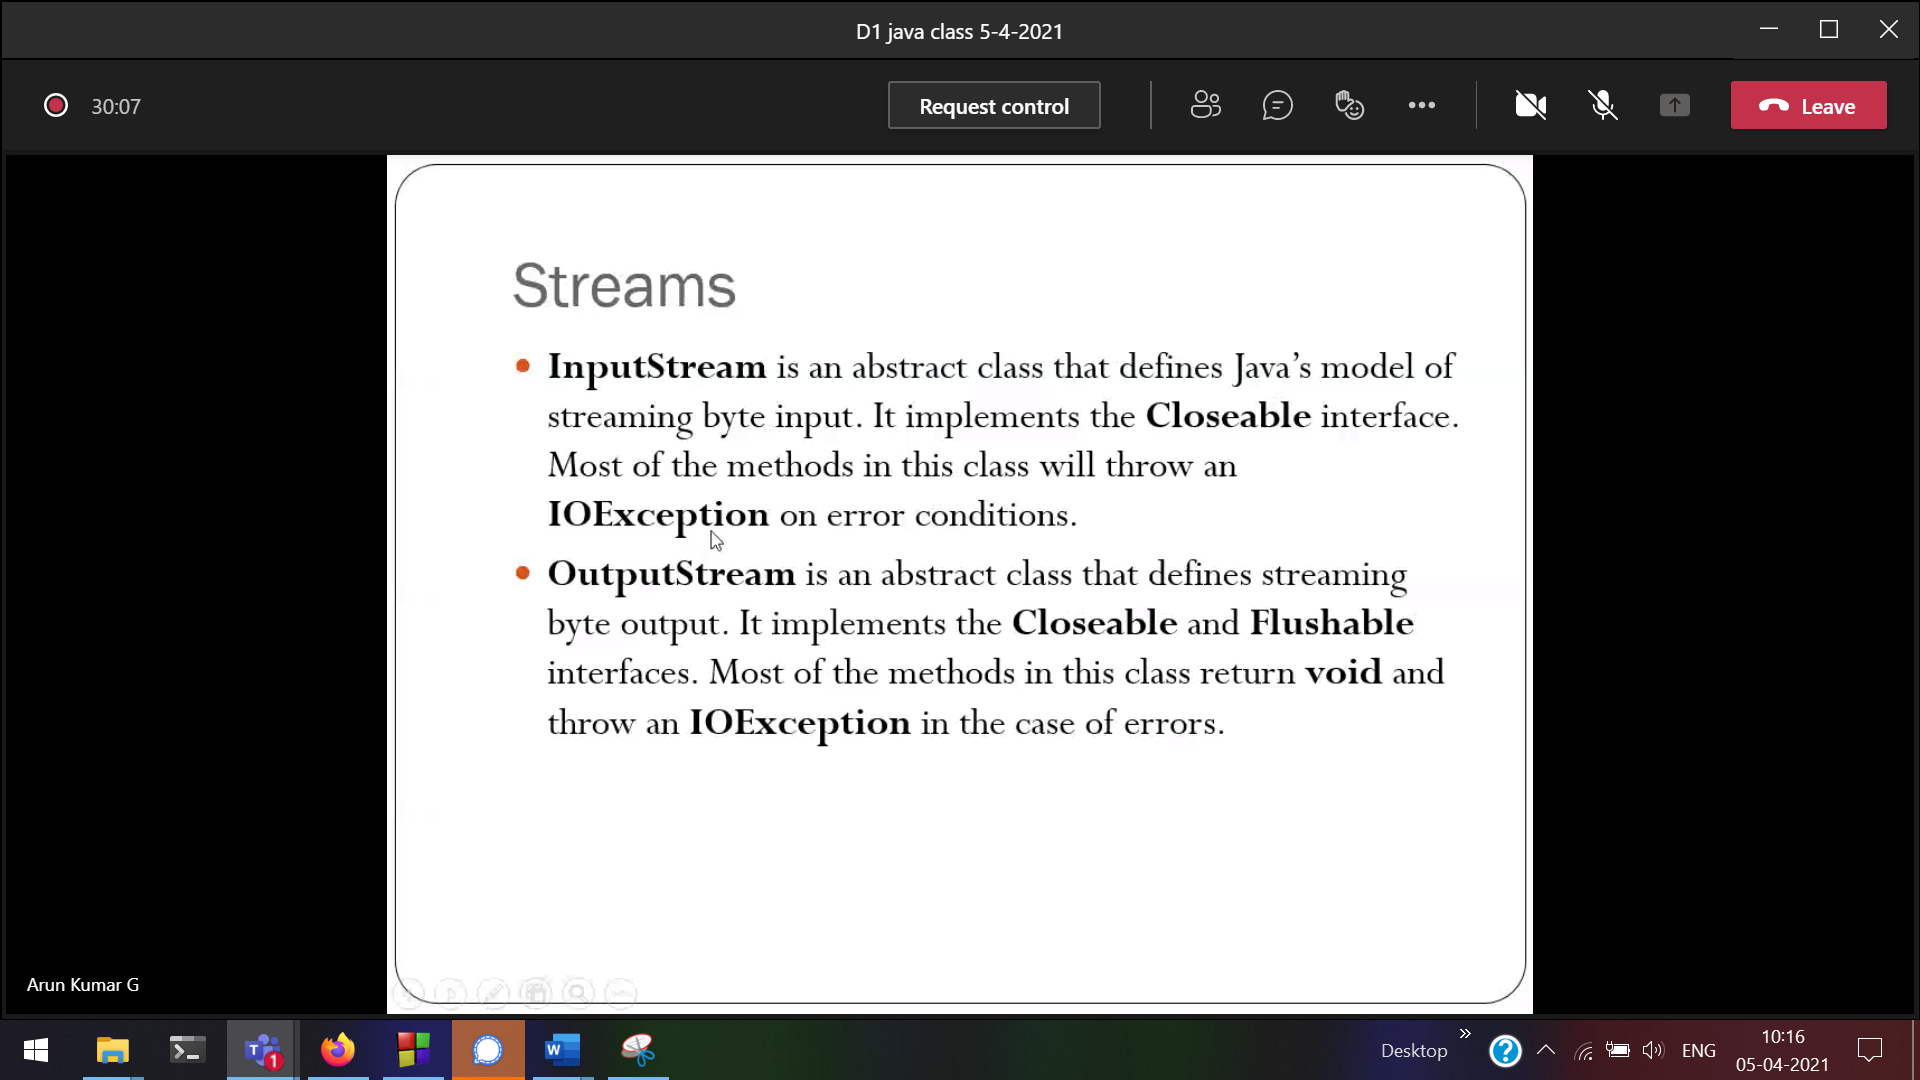 D1 java class 5-4-2021
30:07
Request control
Leave
Streams
InputStream is an abstract class that defines Java’s model of
streaming byte input. It implements the Closeable interface.
Most of the methods in this class will throw an
IOException on error conditions.
OutputStream is an abstract class that defines streaming
byte output. It implements the Closeable and Flushable
interfaces. Most of the methods in this class return void and
throw an IOException in the case of errors.
Arun Kumar G
T 1
W
Desktop
»
?
ENG
10:16
05-04-2021